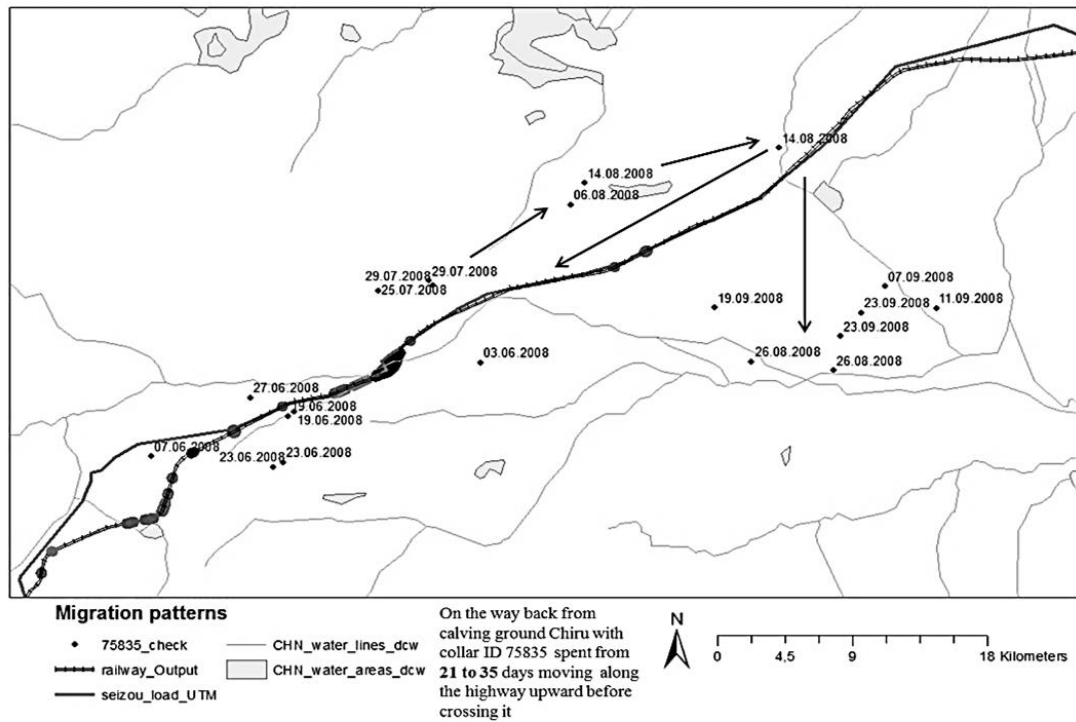 14.08.2008
14.08.2008
06.08.2008
29.07.2008
29.07.2008
25.07.2008
07.09.2008
19.09.2008
23.09.2008
11.09.2008
23.09.2008
03.06.2008
26.08.2008
26.08.2008
27.06.2008
19.06.2008
19.06.2008
07.06.2008
23.06.2008
23.06.2008
Migration patterns
75835_check
railway_Output
seizou_load_UTM
CHN_water_lines_dcw
CHN_water_areas_dcw
On the way back from
calving ground Chiru with
collar ID 75835 spent from
21 to 35 days moving along
the highway upward before
crossing it
N
0 4,5 9 18 Kilometers